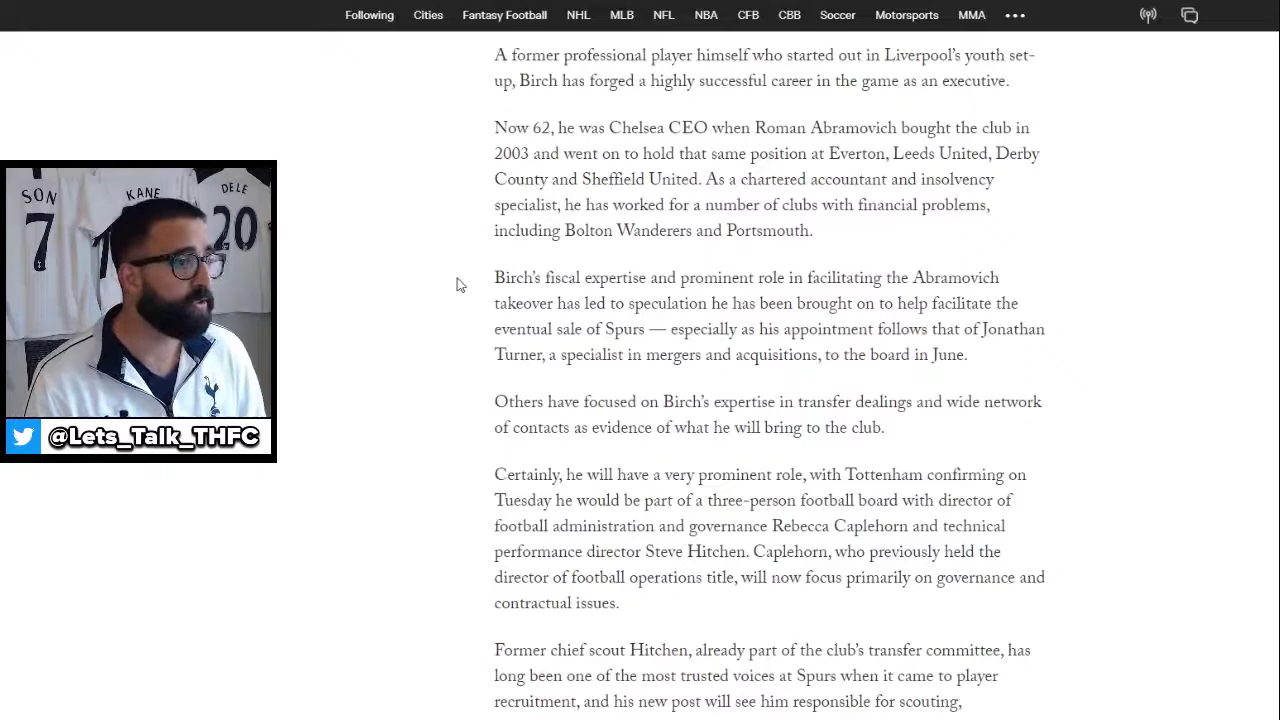 Following Cities Fantasy Football NHL MLB NFL NBA CFB CBB Soccer Motorsports MMA
A former professional player himself who started out in Liverpool’s youth set-
up, Birch has forged a highly successful career in the game as an executive.
Now 62, he was Chelsea CEO when Roman Abramovich bought the club in
2003 and went on to hold that same position at Everton, Leeds United, Derby
County and Sheffield United. As a chartered accountant and insolvency
specialist, he has worked for a number of clubs with financial problems,
including Bolton Wanderers and Portsmouth.
Birch’s fiscal expertise and prominent role in facilitating the Abramovich
takeover has led to speculation he has been brought on to help facilitate the
eventual sale of Spurs — especially as his appointment follows that of Jonathan
Turner, a specialist in mergers and acquisitions, to the board in June.
Others have focused on Birch’s expertise in transfer dealings and wide network
of contacts as evidence of what he will bring to the club.
Certainly, he will have a very prominent role, with Tottenham confirming on
Tuesday he would be part of a three-person football board with director of
football administration and governance Rebecca Caplehorn and technical
performance director Steve Hitchen. Caplehorn, who previously held the
director of football operations title, will now focus primarily on governance and
contractual issues.
Former chief scout Hitchen, already part of the club’s transfer committee, has
long been one of the most trusted voices at Spurs when it came to player
recruitment, and his new post will see him responsible for scouting,
SON
7
KANE
DELE
20
@Lets_Talk_THFC